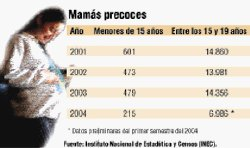 Mamás precoces
Año Menores de 15 años Entre los 15 y 19 años
2001 601 14.860
2002 473 13.981
2003 479 14.356
2004 215 6.986 *
* Datos preliminares del primer semestre del 2004
Fuente: Instituto Nacional de Estadística y Censos (INEC).